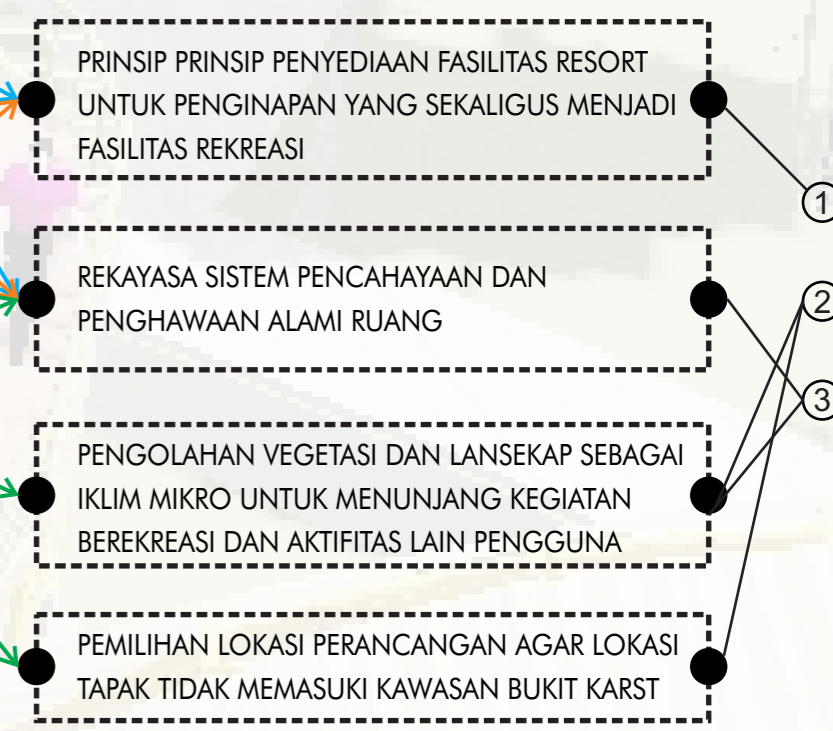 PRINSIP PRINSIP PENYEDIAAN FASILITAS RESORT
UNTUK PENGINAPAN YANG SEKALIGUS MENJADI
FASILITAS REKREASI
1
REKAYASA SISTEM PENCAHAYAAN DAN
PENGHAWAAN ALAMI RUANG
2
3
PENGOLAHAN VEGETASI DAN LANSEKAP SEBAGAI
IKLIM MIKRO UNTUK MENUNJANG KEGIATAN
BEREKREASI DAN AKTIFITAS LAIN PENGGUNA
PEMILIHAN LOKASI PERANCANGAN AGAR LOKASI
TAPAK TIDAK MEMASUKI KAWASAN BUKIT KARST